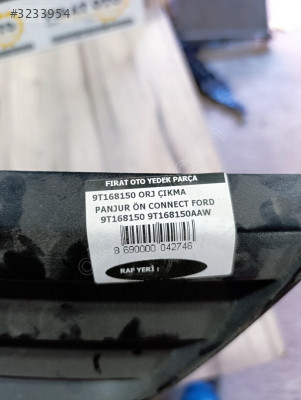 #3233954
FIRAT OTO YEDEK PARÇA
9T168150 ORJ ÇIKMA
PANJUR ÖN CONNECT FORD
9T168150 9T168150AAW
8 690000 042746
RAF YERİ :